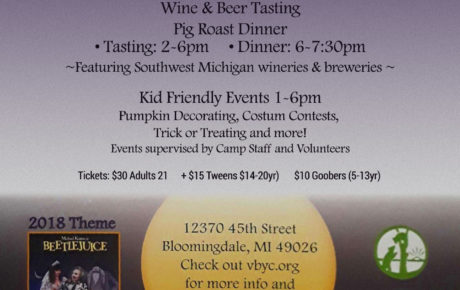 Wine & Beer Tasting
Pig Roast Dinner
• Tasting: 2-6pm • Dinner: 6-7:30pm
~Featuring Southwest Michigan wineries & breweries ~
Kid Friendly Events 1-6pm
Pumpkin Decorating, Costum Contests,
Trick or Treating and more!
Events supervised by Camp Staff and Volunteers
Tickets: $30 Adults 21 + $15 Tweens $14-20yr) $10 Goobers (5-13yr)
2018 Theme
BEETLEJUICE
12370 45th Street
Bloomingdale, MI 49026
Check out vbyc.org
for more info and